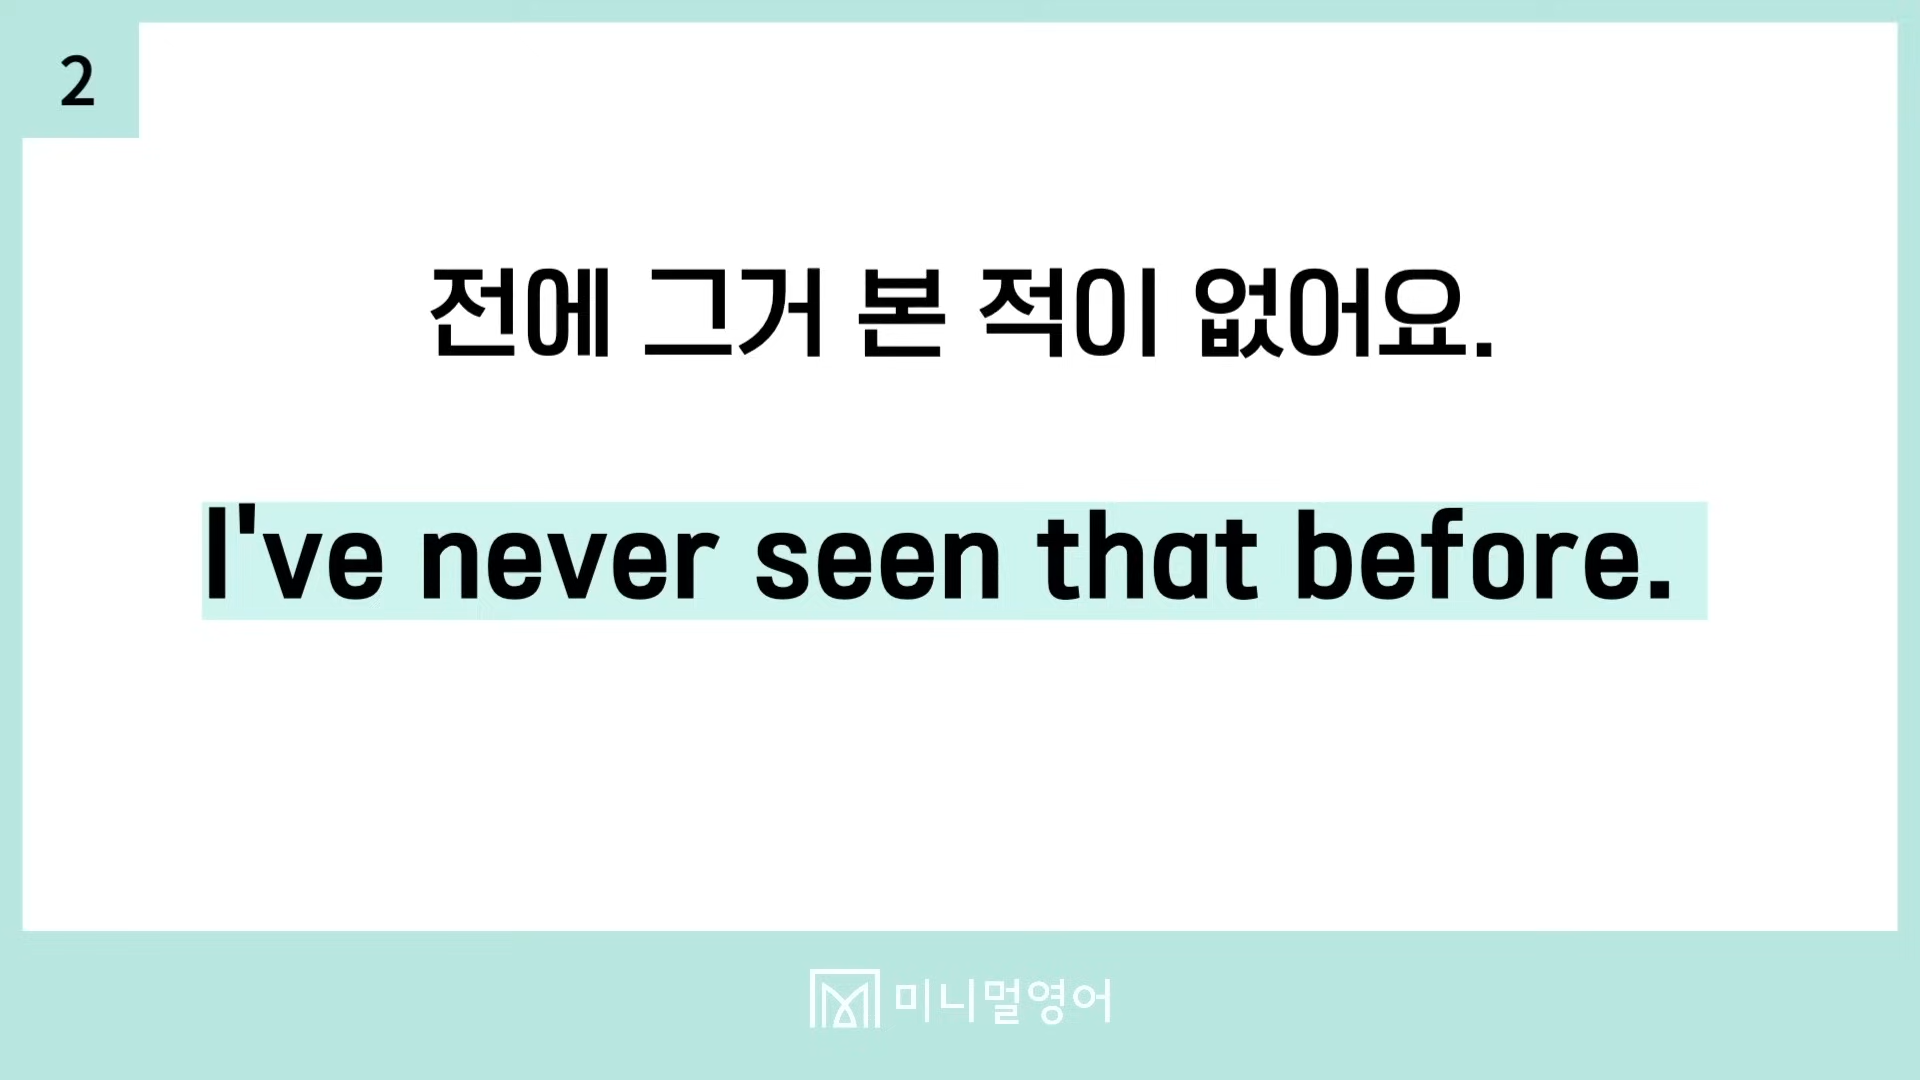 2
전에 그거 본 적이 없어요.
I've never seen that before.
미니멀영어